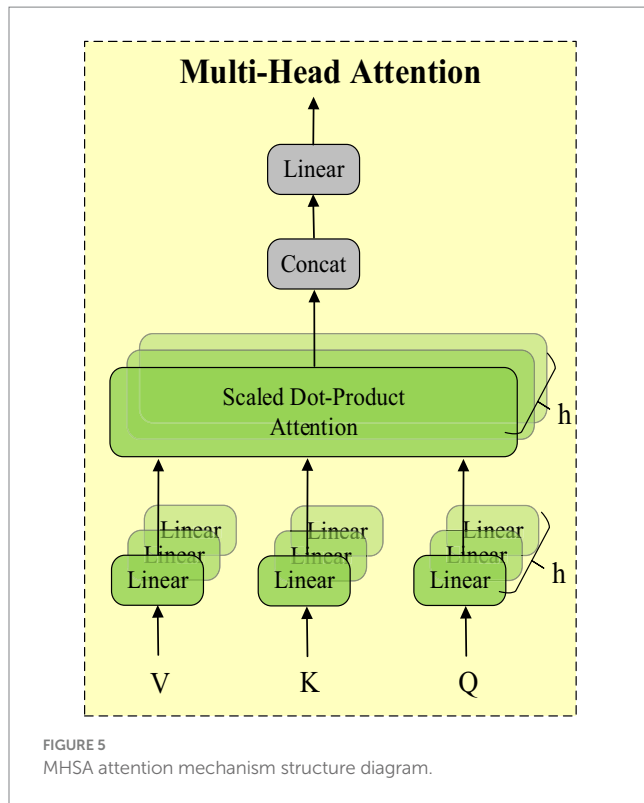 Multi-Head Attention
Linear
Concat
Scaled Dot-Product
Attention
h
Linear Linear Linear
Linear Linear Linear
Linear Linear Linear
h
V K Q
FIGURE 5
MHSA attention mechanism structure diagram.